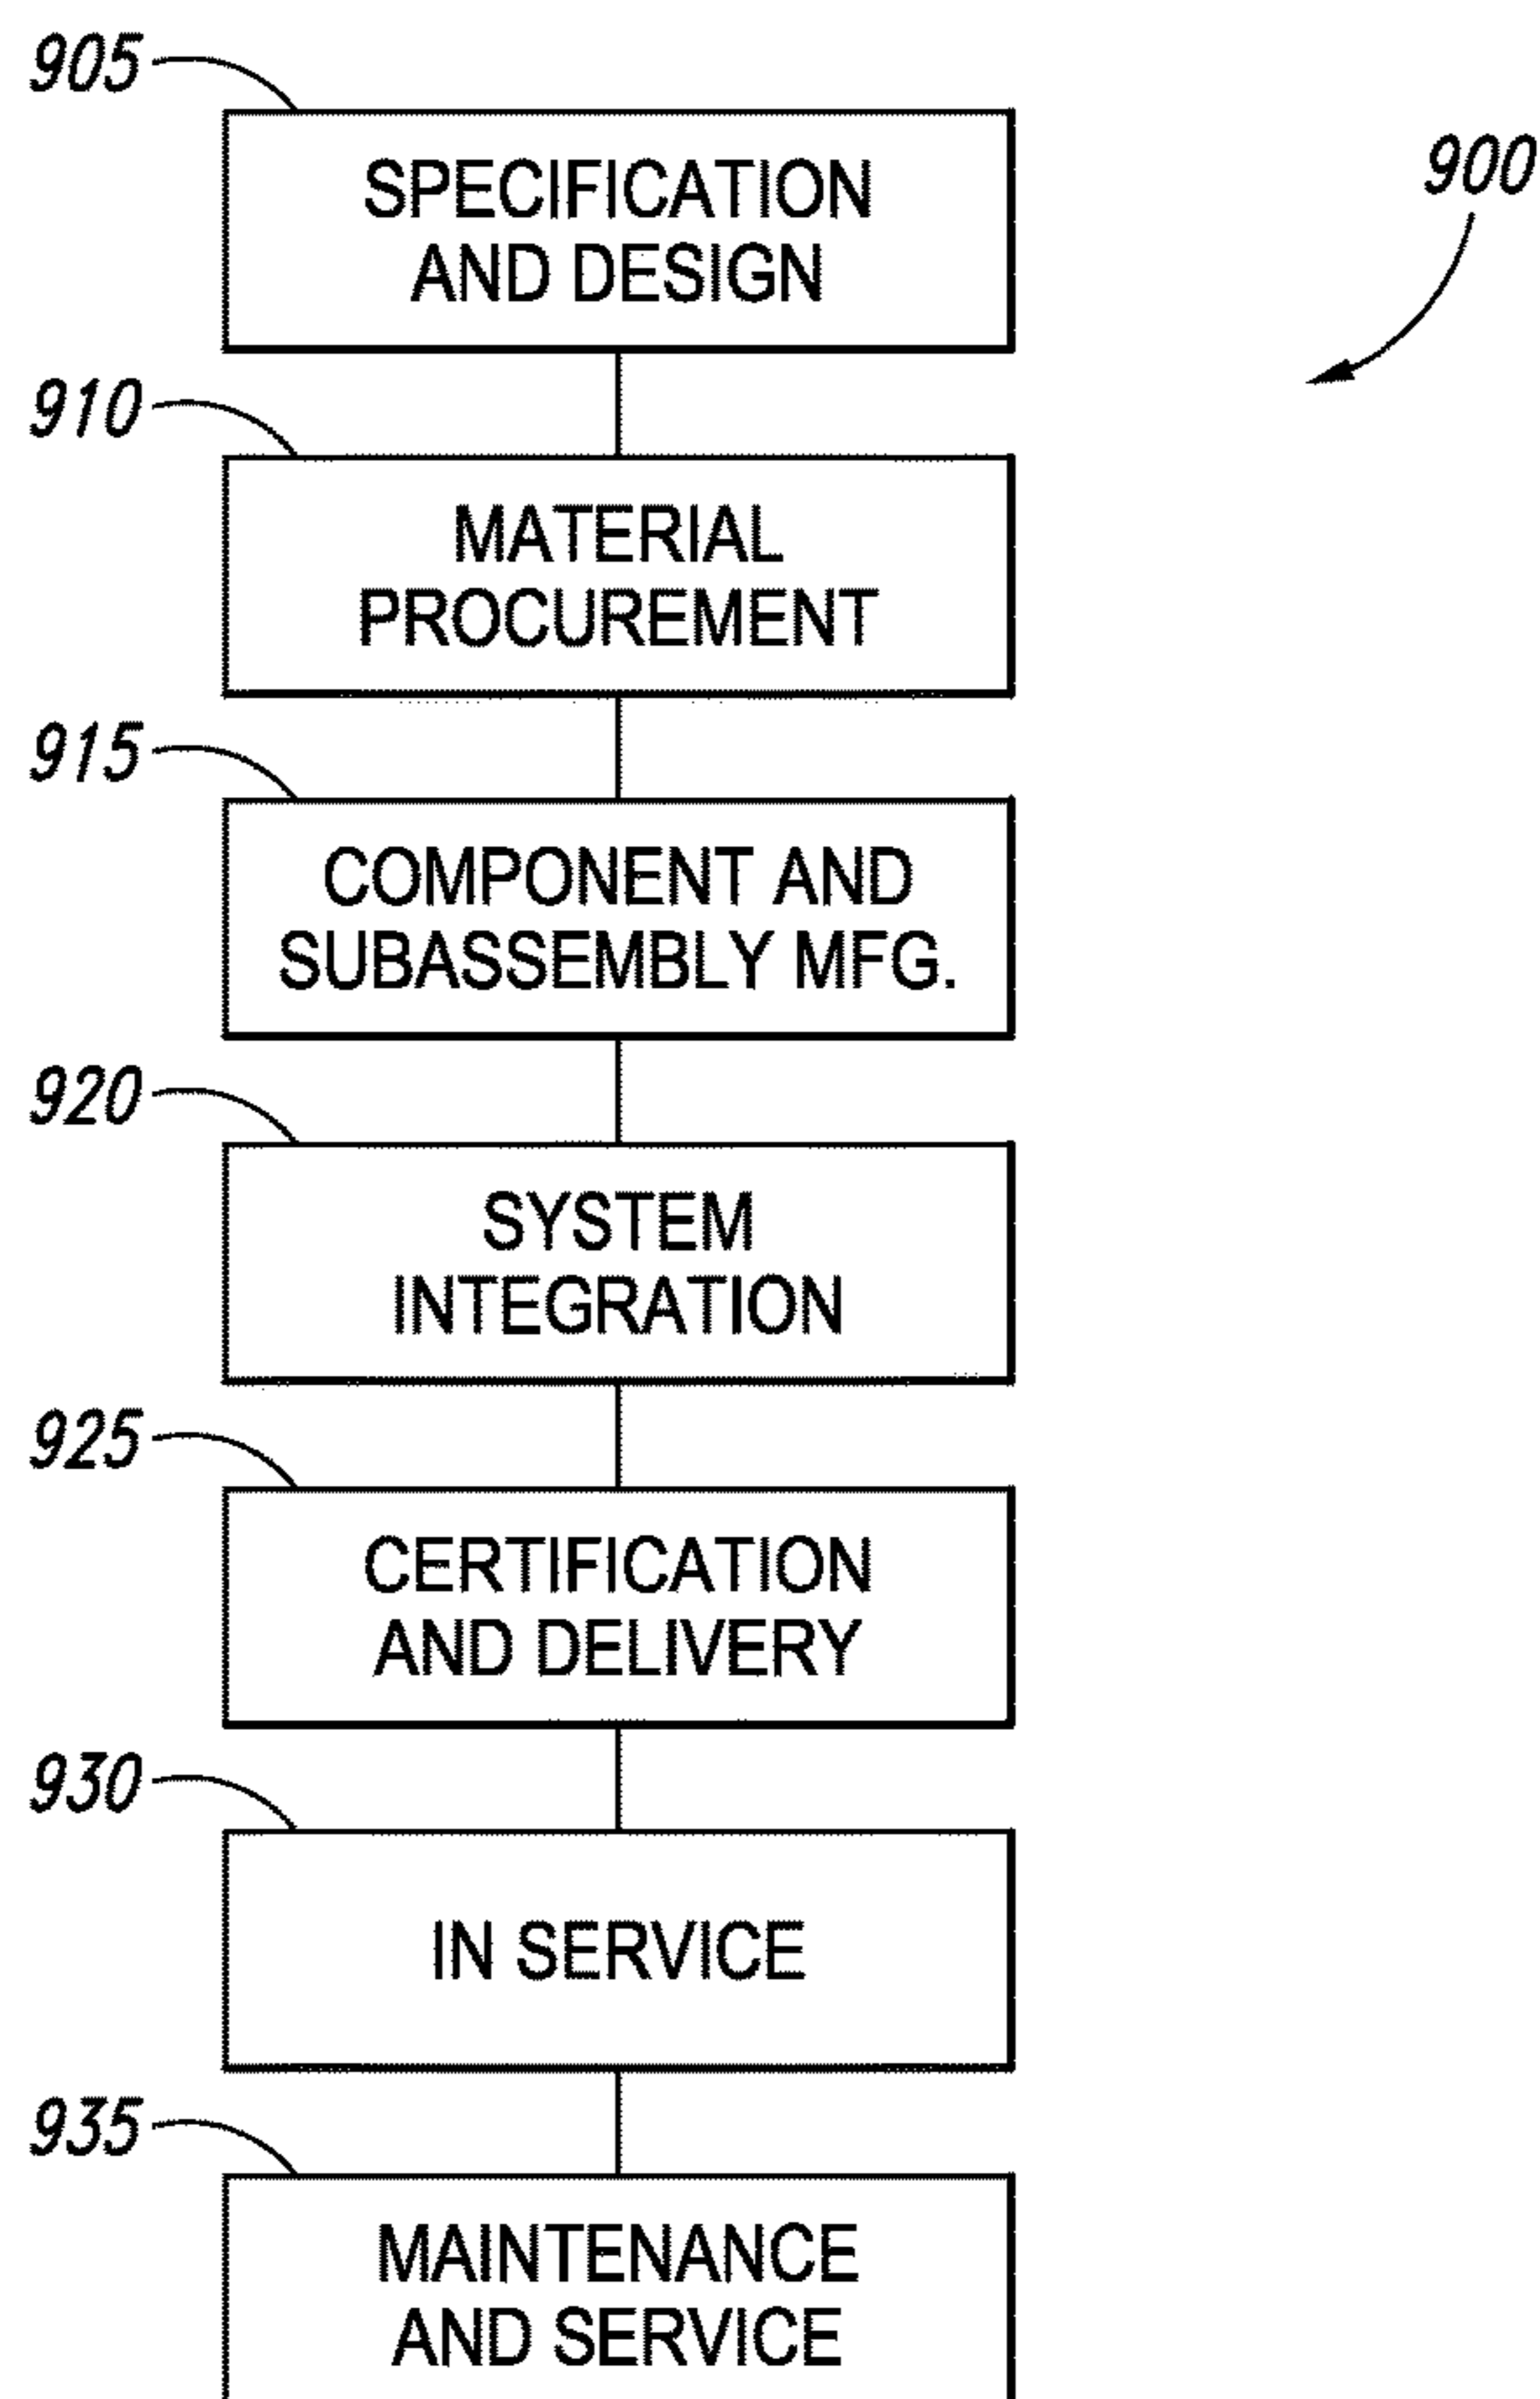 905
SPECIFICATION
AND DESIGN
900
910
MATERIAL
PROCUREMENT
915
COMPONENT AND
SUBASSEMBLY MFG.
920
SYSTEM
INTEGRATION
925
CERTIFICATION
AND DELIVERY
930
IN SERVICE
935
MAINTENANCE
AND SERVICE